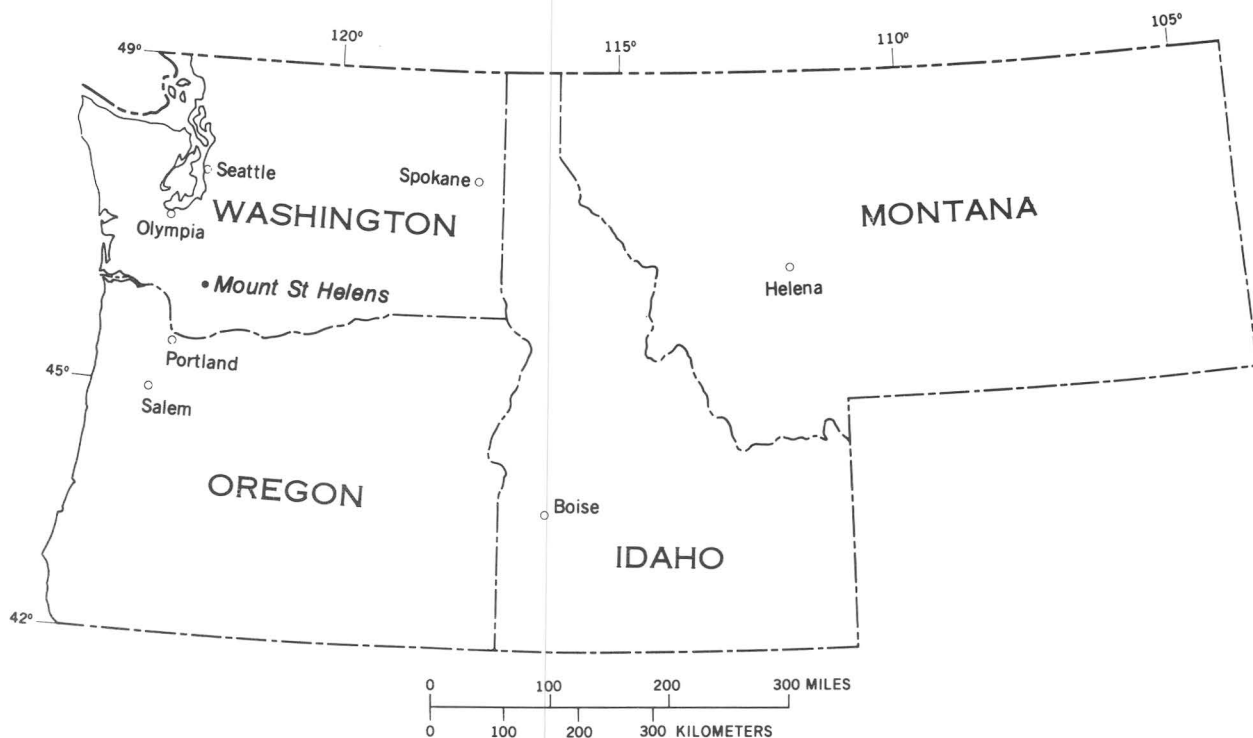 105°
110°
115°
120°
49°
Seattle
Spokane
WASHINGTON
MONTANA
Olympia
Mount St Helens
Helena
Portland
45°
Salem
OREGON
Boise
IDAHO
42°
0 100 200 300 MILES
0 100 200 300 KILOMETERS